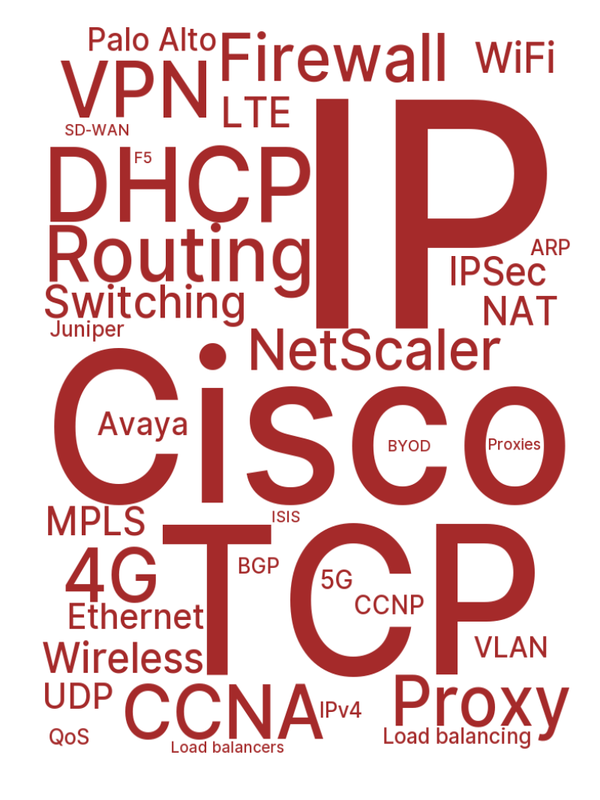 Palo Alto
Firewall
WiFi
VPN
LTE
SD-WAN
IP
DHCP
F5
Routing
ARP
IPSec
Switching
NAT
Juniper
NetScaler
Cisco
Avaya
BYOD
Proxies
MPLS
ISIS
TCP
4G
BGP
5G
CCNP
Ethernet
VLAN
Wireless
UDP
CCNA
IPv4
Proxy
QoS
Load balancing
Load balancers